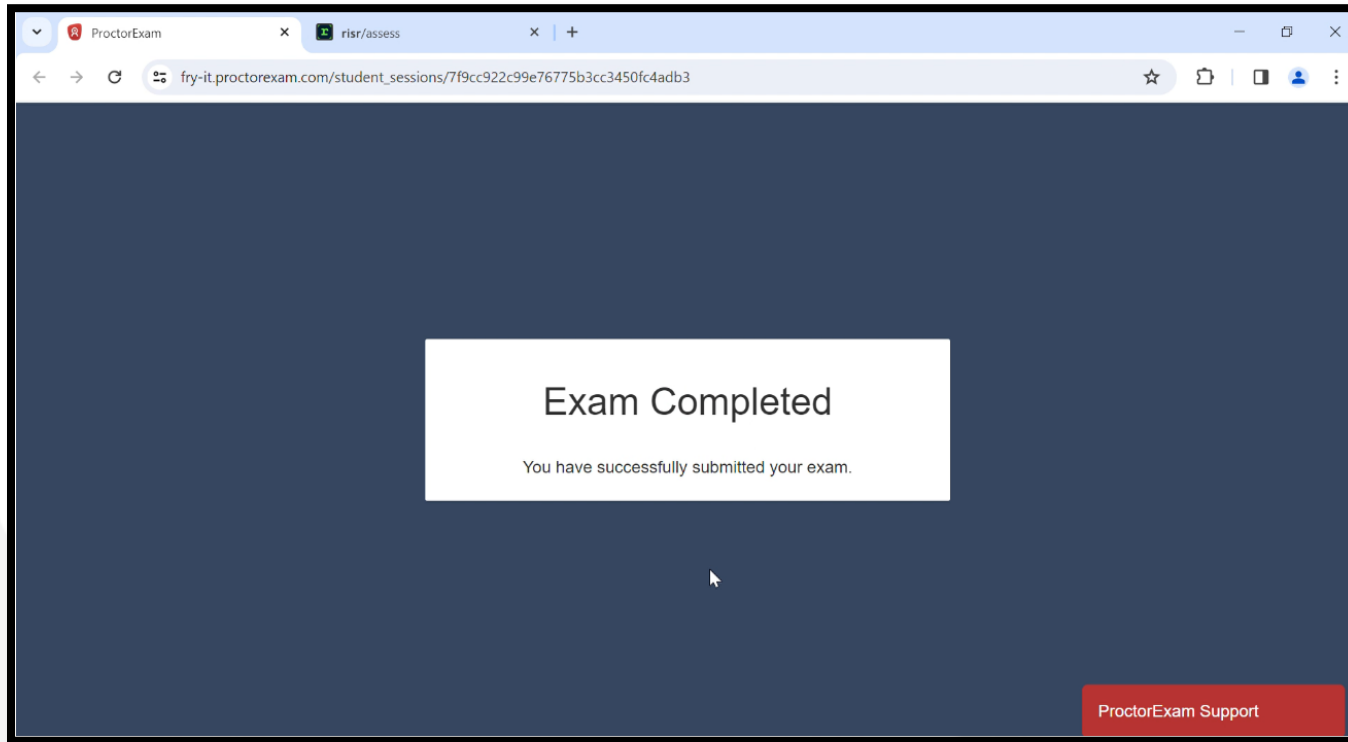 ProctorExam
risr/assess
fry-it.proctorexam.com/student_sessions/7f9cc922c99e76775b3cc3450fc4adb3
Exam Completed
You have successfully submitted your exam.
ProctorExam Support